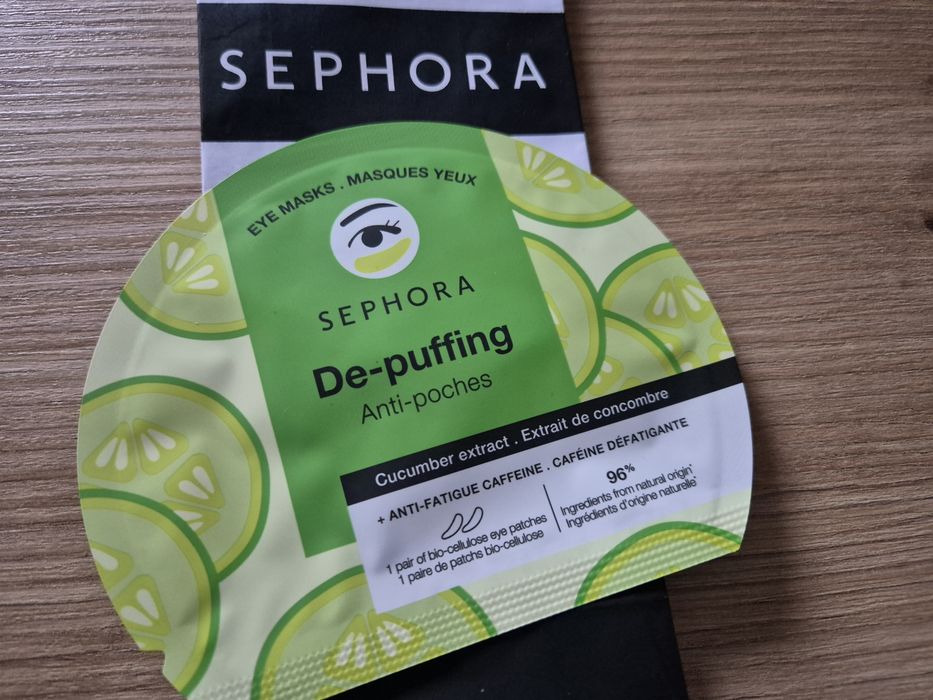 SEPHORA
EYE MASKS . MASQUES YEUX
SEPHORA
De-puffing
Anti-poches
Cucumber extract . Extrait de concombre
+ ANTI-FATIGUE CAFFEINE . CAFÉINE DÉFATIGANTE
1 pair of bio-cellulose eye patches
1 paire de patchs bio-cellulose
96%
Ingredients from natural origin*
Ingrédients d'origine naturelle*